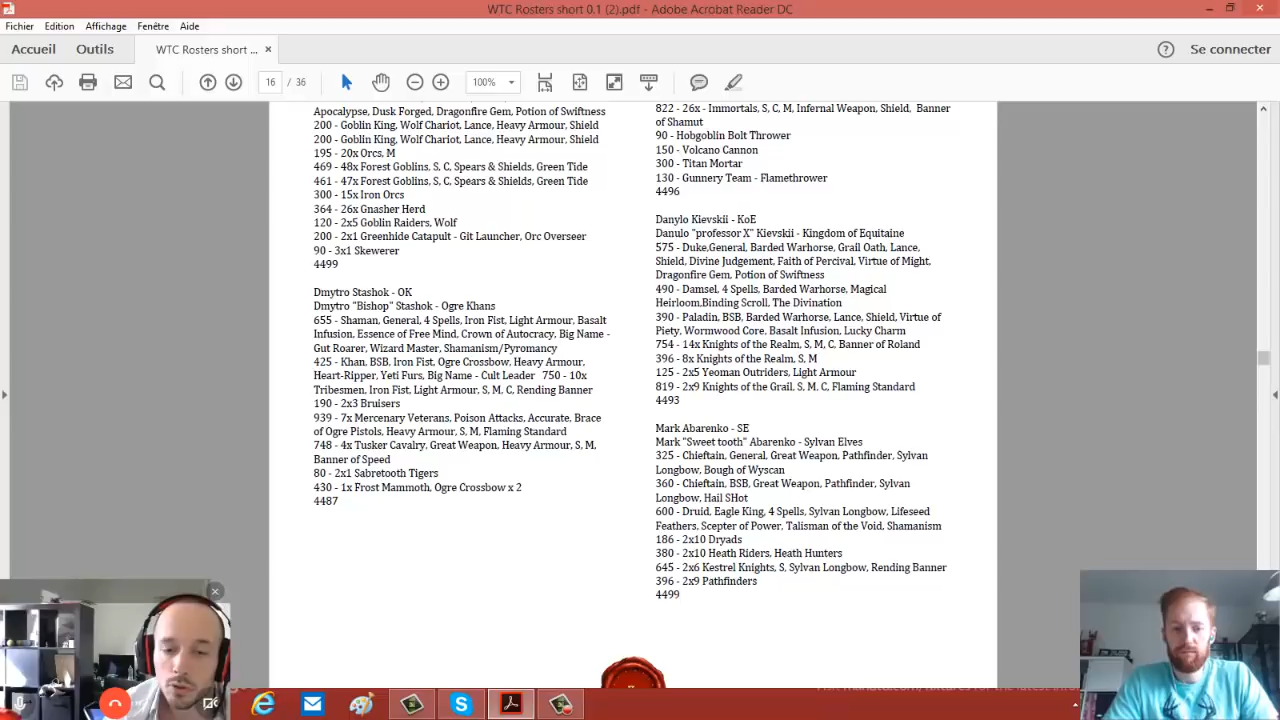 WTC Rosters short 0.1 (2).pdf - Adobe Acrobat Reader DC
Fichier Edition Affichage Fenêtre Aide
Accueil Outils WTC Rosters short ... × Se connecter
16 / 36 100%
Apocalypse, Dusk Forged, Dragonfire Gem, Potion of Swiftness
200 - Goblin King, Wolf Chariot, Lance, Heavy Armour, Shield
200 - Goblin King, Wolf Chariot, Lance, Heavy Armour, Shield
195 - 20x Orcs, M
469 - 48x Forest Goblins, S, C, Spears & Shields, Green Tide
461 - 47x Forest Goblins, S, C, Spears & Shields, Green Tide
300 - 15x Iron Orcs
364 - 26x Gnasher Herd
120 - 2x5 Goblin Raiders, Wolf
200 - 2x1 Greenhide Catapult - Git Launcher, Orc Overseer
90 - 3x1 Skewerer
4499
Dmytro Stashok - OK
Dmytro "Bishop" Stashok - Ogre Khans
655 - Shaman, General, 4 Spells, Iron Fist, Light Armour, Basalt
Infusion, Essence of Free Mind, Crown of Autocracy, Big Name -
Gut Roarer, Wizard Master, Shamanism/Pyromancy
425 - Khan, BSB, Iron Fist, Ogre Crossbow, Heavy Armour,
Heart-Ripper, Yeti Furs, Big Name - Cult Leader 750 - 10x
Tribesmen, Iron Fist, Light Armour, S, M, C, Rending Banner
190 - 2x3 Bruisers
939 - 7x Mercenary Veterans, Poison Attacks, Accurate, Brace
of Ogre Pistols, Heavy Armour, S, M, Flaming Standard
748 - 4x Tusker Cavalry, Great Weapon, Heavy Armour, S, M,
Banner of Speed
80 - 2x1 Sabretooth Tigers
430 - 1x Frost Mammoth, Ogre Crossbow x 2
4487
822 - 26x - Immortals, S, C, M, Infernal Weapon, Shield, Banner
of Shamut
90 - Hobgoblin Bolt Thrower
150 - Volcano Cannon
300 - Titan Mortar
130 - Gunnery Team - Flamethrower
4496
Danylo Kievskii - KoE
Danulo "professor X" Kievskii - Kingdom of Equitaine
575 - Duke,General, Barded Warhorse, Grail Oath, Lance,
Shield, Divine Judgement, Faith of Percival, Virtue of Might,
Dragonfire Gem, Potion of Swiftness
490 - Damsel, 4 Spells, Barded Warhorse, Magical
Heirloom,Binding Scroll, The Divination
390 - Paladin, BSB, Barded Warhorse, Lance, Shield, Virtue of
Piety, Wormwood Core, Basalt Infusion, Lucky Charm
754 - 14x Knights of the Realm, S, M, C, Banner of Roland
396 - 8x Knights of the Realm, S, M
125 - 2x5 Yeoman Outriders, Light Armour
819 - 2x9 Knights of the Grail, S, M. C, Flaming Standard
4493
Mark Abarenko - SE
Mark "Sweet tooth" Abarenko - Sylvan Elves
325 - Chieftain, General, Great Weapon, Pathfinder, Sylvan
Longbow, Bough of Wyscan
360 - Chieftain, BSB, Great Weapon, Pathfinder, Sylvan
Longbow, Hail SHot
600 - Druid, Eagle King, 4 Spells, Sylvan Longbow, Lifeseed
Feathers, Scepter of Power, Talisman of the Void, Shamanism
186 - 2x10 Dryads
380 - 2x10 Heath Riders, Heath Hunters
645 - 2x6 Kestrel Knights, S, Sylvan Longbow, Rending Banner
396 - 2x9 Pathfinders
4499